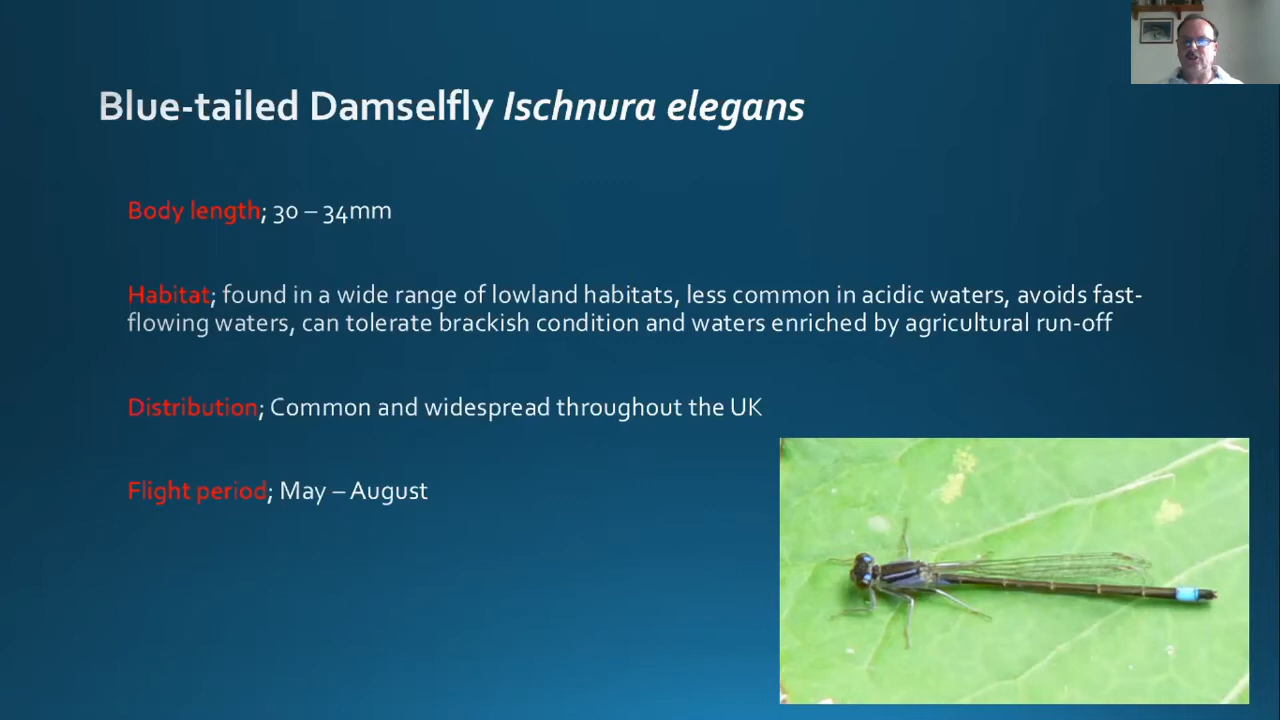 Blue-tailed Damselfly Ischnura elegans
Body length; 30 – 34mm
Habitat; found in a wide range of lowland habitats, less common in acidic waters, avoids fast-
flowing waters, can tolerate brackish condition and waters enriched by agricultural run-off
Distribution; Common and widespread throughout the UK
Flight period; May – August